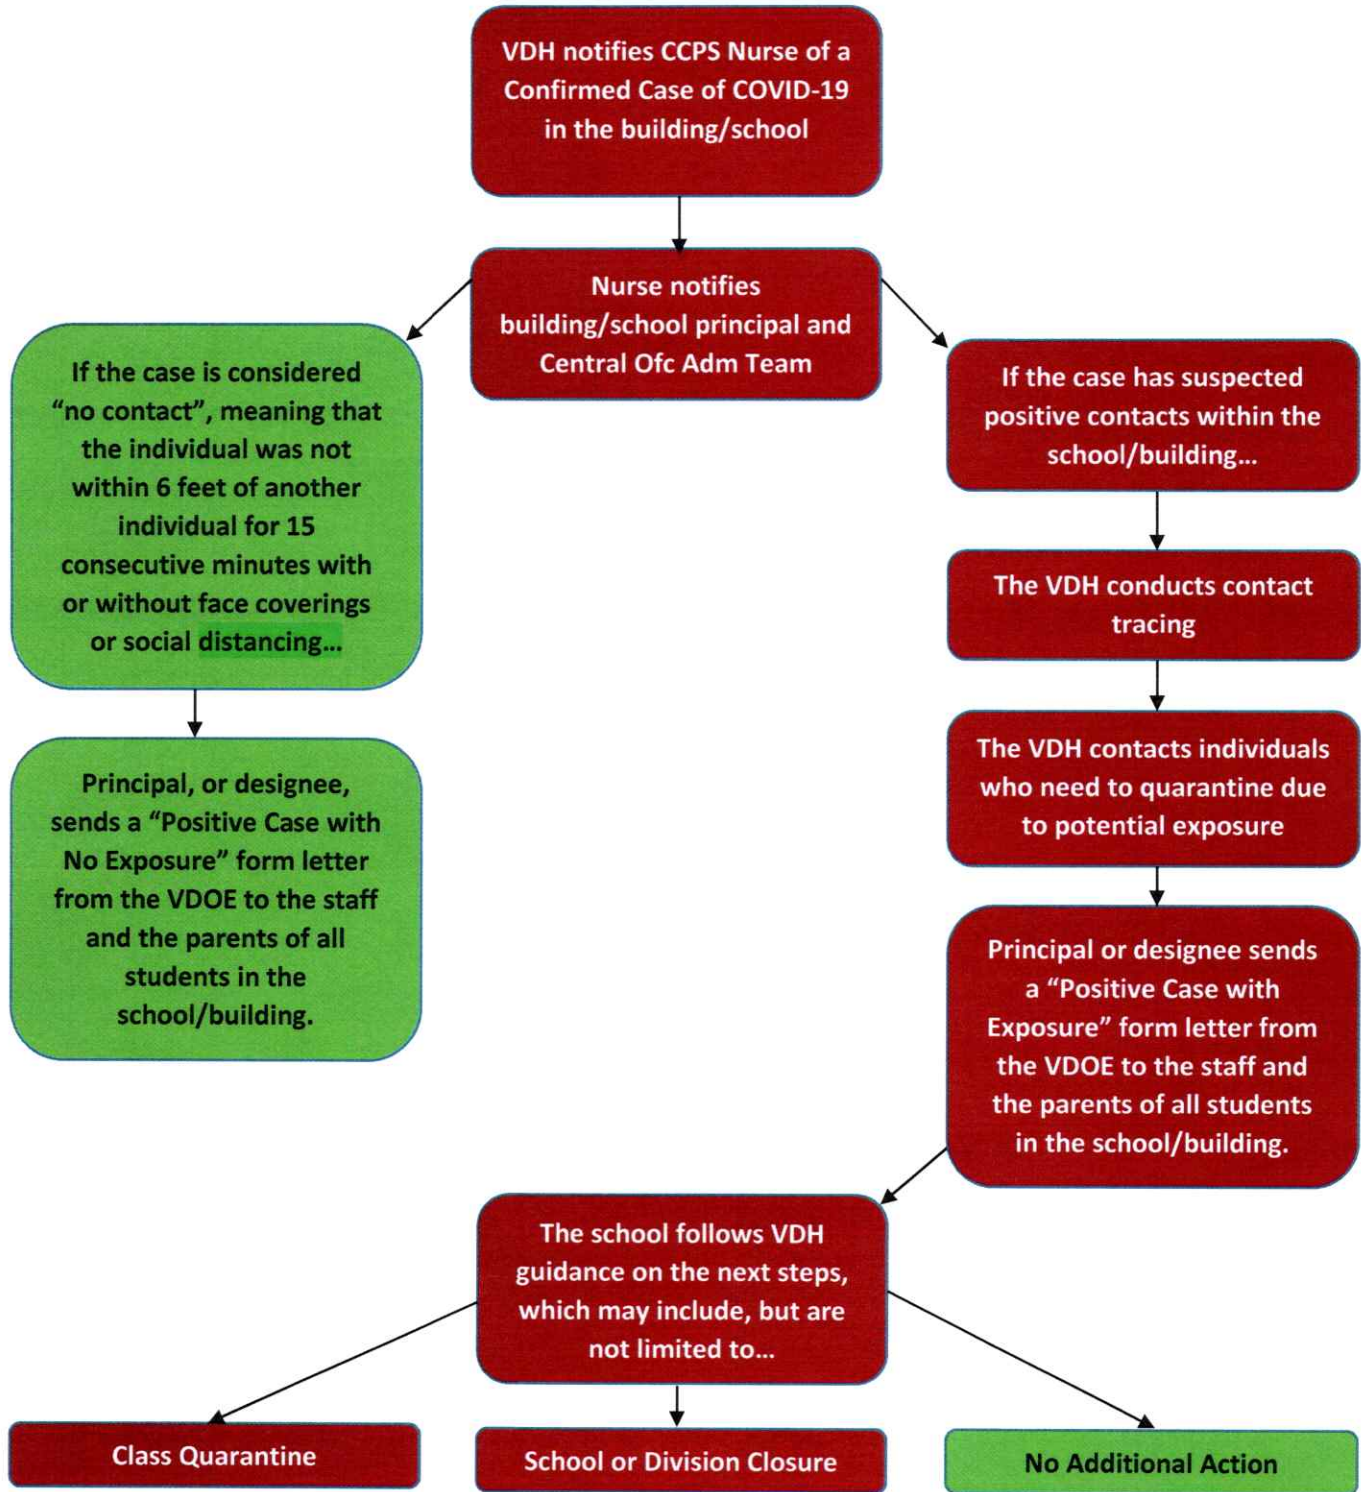 VDH notifies CCPS Nurse of a
Confirmed Case of COVID-19
in the building/school
Nurse notifies
building/school principal and
Central Ofc Adm Team
If the case is considered
“no contact”, meaning that
the individual was not
within 6 feet of another
individual for 15
consecutive minutes with
or without face coverings
or social distancing…
Principal, or designee,
sends a “Positive Case with
No Exposure” form letter
from the VDOE to the staff
and the parents of all
students in the
school/building.
If the case has suspected
positive contacts within the
school/building…
The VDH conducts contact
tracing
The VDH contacts individuals
who need to quarantine due
to potential exposure
Principal or designee sends
a “Positive Case with
Exposure” form letter from
the VDOE to the staff and
the parents of all students
in the school/building.
The school follows VDH
guidance on the next steps,
which may include, but are
not limited to…
Class Quarantine
School or Division Closure
No Additional Action